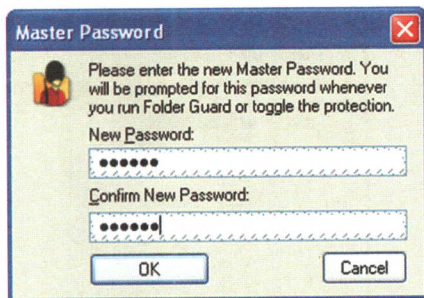 Master Password
Please enter the new Master Password. You
will be prompted for this password whenever
you run Folder Guard or toggle the protection.
New Password:
●●●●●●
Confirm New Password:
●●●●●●
OK Cancel